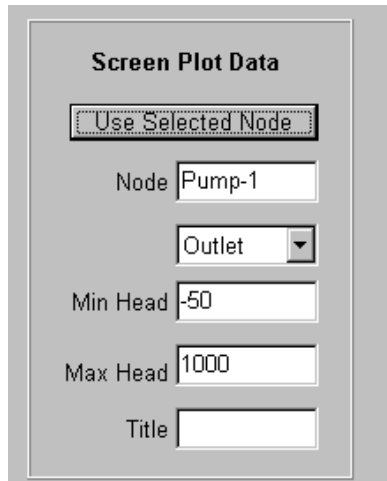 Screen Plot Data
Use Selected Node
Node Pump-1
Outlet
Min Head -50
Max Head 1000
Title